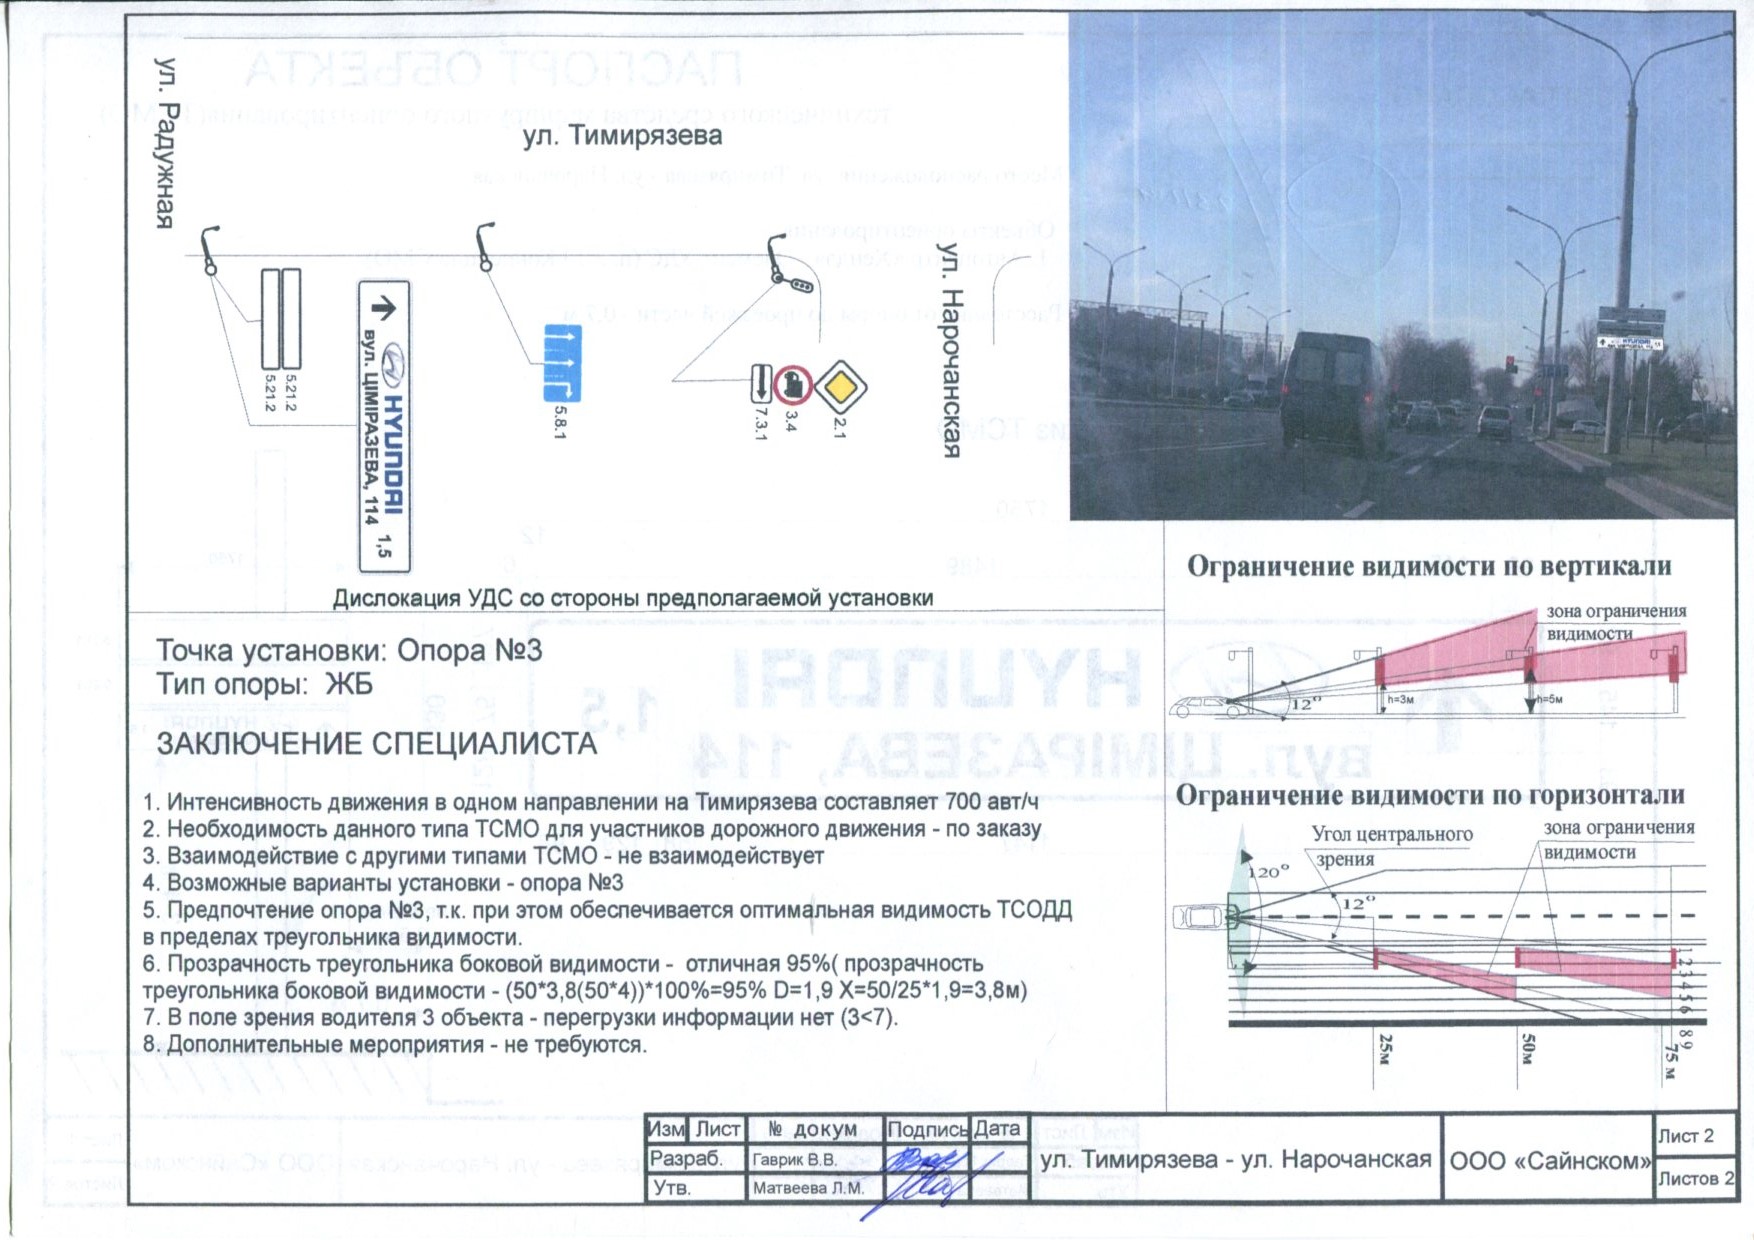 ул. Радужная
ул. Тимирязева
ул. Нарочанская
5.21.2
5.21.2
HYUNDAI
вул. ЦІМІРАЗЕВА, 114
1,5
5.8.1
7.3.1
3.4
2.1
Дислокация УДС со стороны предполагаемой установки
Точка установки: Опора №3
Тип опоры: ЖБ
ЗАКЛЮЧЕНИЕ СПЕЦИАЛИСТА
1. Интенсивность движения в одном направлении на Тимирязева составляет 700 авт/ч
2. Необходимость данного типа ТСМО для участников дорожного движения - по заказу
3. Взаимодействие с другими типами ТСМО - не взаимодействует
4. Возможные варианты установки - опора №3
5. Предпочтение опора №3, т.к. при этом обеспечивается оптимальная видимость ТСОДД
в пределах треугольника видимости.
6. Прозрачность треугольника боковой видимости - отличная 95%( прозрачность
треугольника боковой видимости - (50*3,8(50*4))*100%=95% D=1,9 X=50/25*1,9=3,8м)
7. В поле зрения водителя 3 объекта - перегрузки информации нет (3<7).
8. Дополнительные мероприятия - не требуются.
HYUNDAI
Ограничение видимости по вертикали
зона ограничения
видимости
12°
h=3м
h=5м
Ограничение видимости по горизонтали
Угол центрального
зрения
зона ограничения
видимости
120°
12°
1 2 3 4 5 6 8 9
25м
50м
75 м
Изм Лист № докум Подпись Дата
Разраб. Гаврик В.В.
Утв. Матвеева Л.М.
ул. Тимирязева - ул. Нарочанская
ООО «Сайнском»
Лист 2
Листов 2